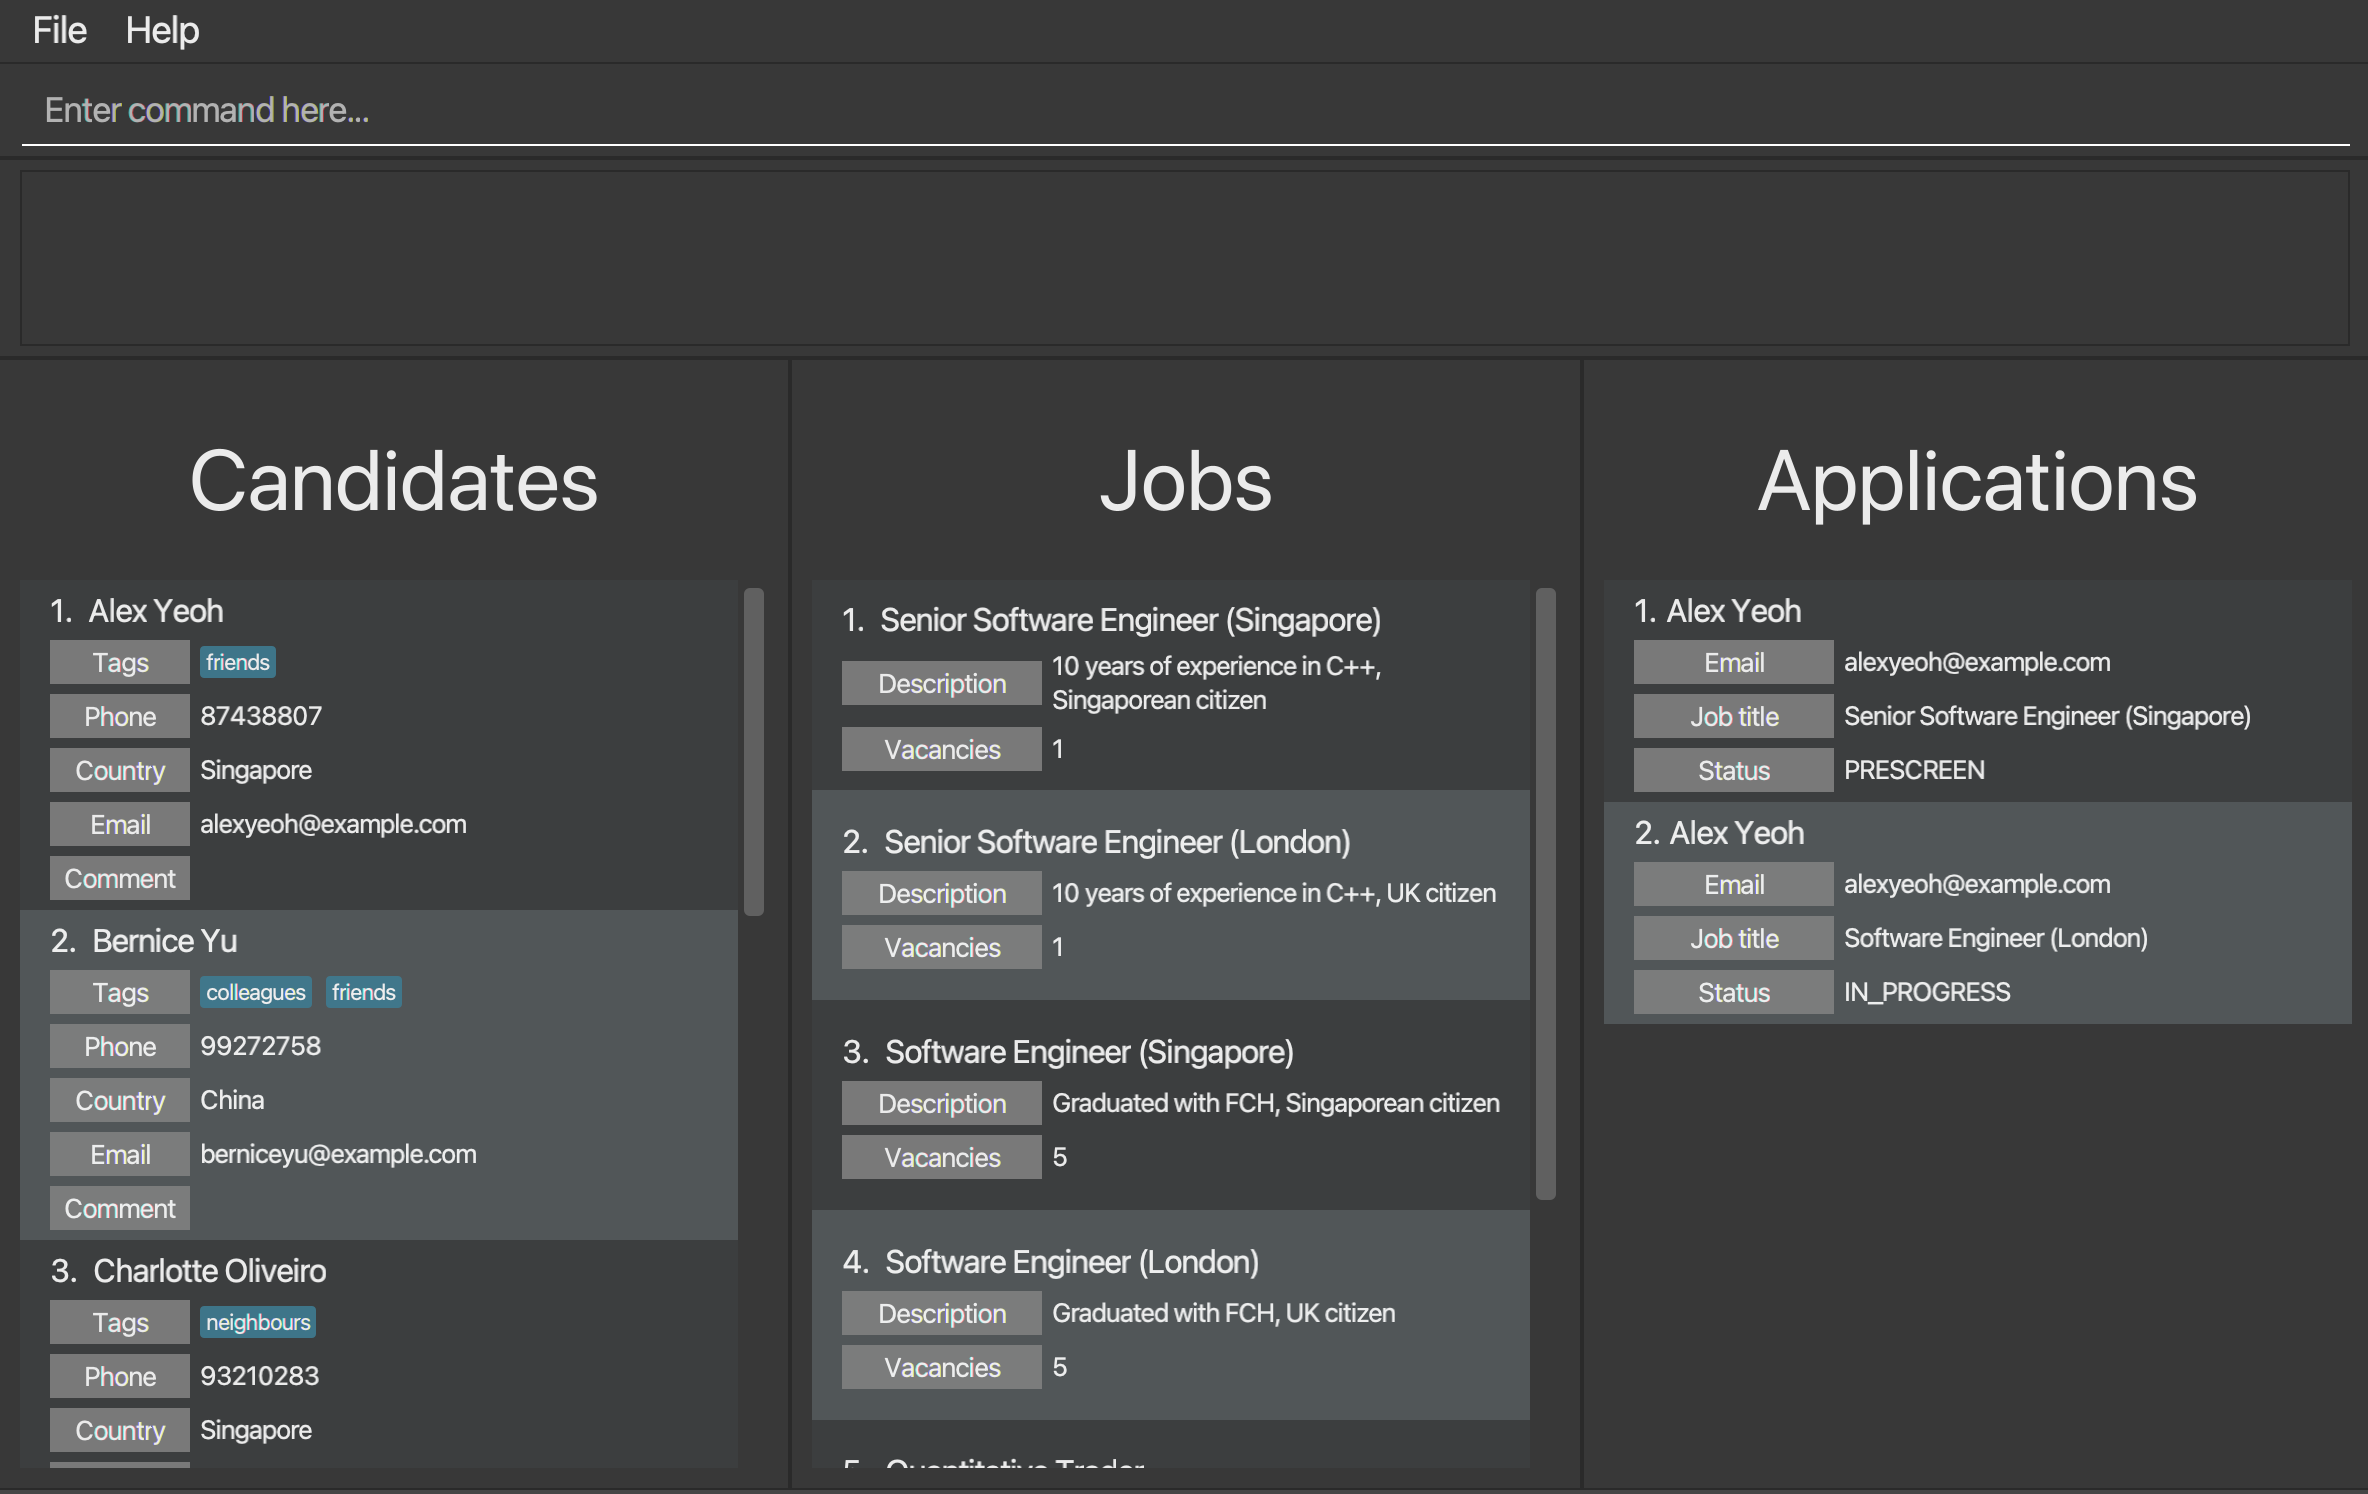 File Help
Enter command here...
Candidates
1. Alex Yeoh
Tags friends
Phone 87438807
Country Singapore
Email alexyeoh@example.com
Comment
2. Bernice Yu
Tags colleagues friends
Phone 99272758
Country China
Email berniceyu@example.com
Comment
3. Charlotte Oliveiro
Tags neighbours
Phone 93210283
Country Singapore
Jobs
1. Senior Software Engineer (Singapore)
Description 10 years of experience in C++,
Singaporean citizen
Vacancies 1
2. Senior Software Engineer (London)
Description 10 years of experience in C++, UK citizen
Vacancies 1
3. Software Engineer (Singapore)
Description Graduated with FCH, Singaporean citizen
Vacancies 5
4. Software Engineer (London)
Description Graduated with FCH, UK citizen
Vacancies 5
5. Quantitative Trader
Applications
1. Alex Yeoh
Email alexyeoh@example.com
Job title Senior Software Engineer (Singapore)
Status PRESCREEN
2. Alex Yeoh
Email alexyeoh@example.com
Job title Software Engineer (London)
Status IN_PROGRESS